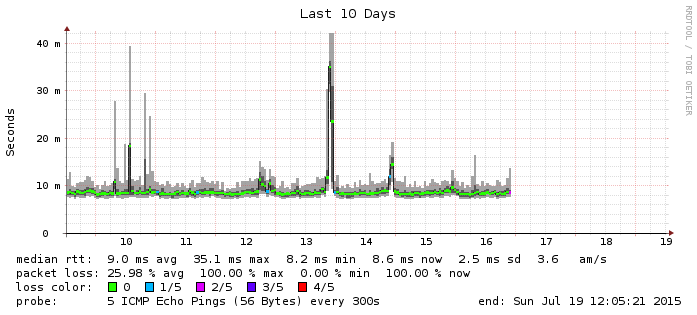 Last 10 Days
RRDTOOL / TOBI OETIKER
Seconds
40 m
30 m
20 m
10 m
0
10 11 12 13 14 15 16 17 18 19
median rtt: 9.0 ms avg 35.1 ms max 8.2 ms min 8.6 ms now 2.5 ms sd 3.6 am/s
packet loss: 25.98 % avg 100.00 % max 0.00 % min 100.00 % now
loss color: 0 1/5 2/5 3/5 4/5
probe: 5 ICMP Echo Pings (56 Bytes) every 300s end: Sun Jul 19 12:05:21 2015